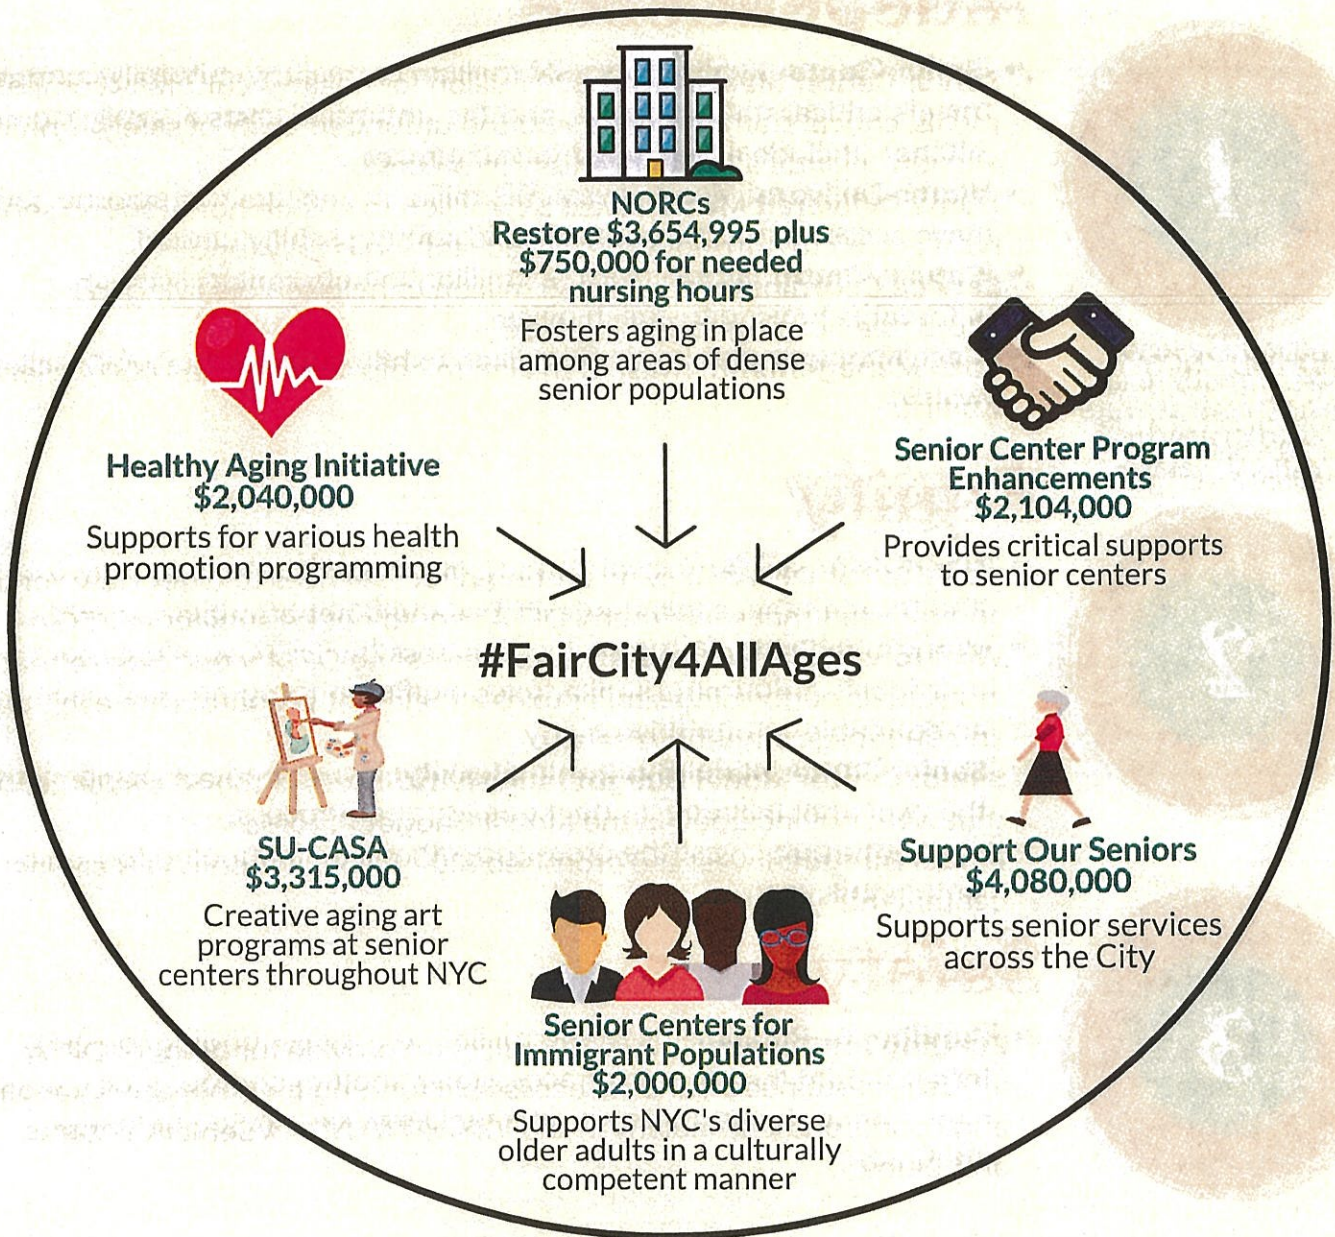 NORCs
Restore $3,654,995 plus
$750,000 for needed
nursing hours
Fosters aging in place
among areas of dense
senior populations
Healthy Aging Initiative
$2,040,000
Supports for various health
promotion programming
Senior Center Program
Enhancements
$2,104,000
Provides critical supports
to senior centers
#FairCity4AllAges
SU-CASA
$3,315,000
Creative aging art
programs at senior
centers throughout NYC
Senior Centers for
Immigrant Populations
$2,000,000
Supports NYC's diverse
older adults in a culturally
competent manner
Support Our Seniors
$4,080,000
Supports senior services
across the City